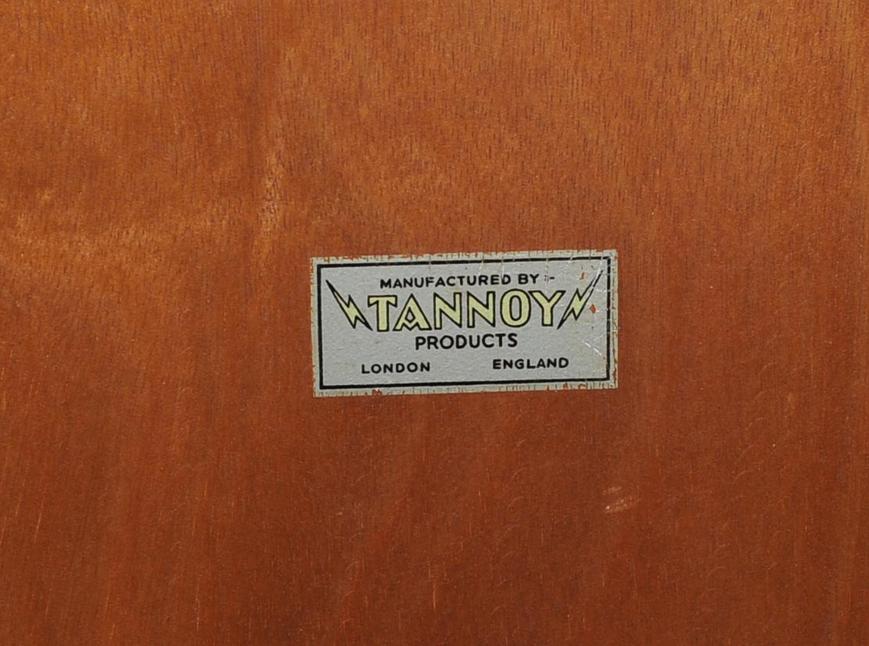 MANUFACTURED BY :-
TANNOY
PRODUCTS
LONDON ENGLAND